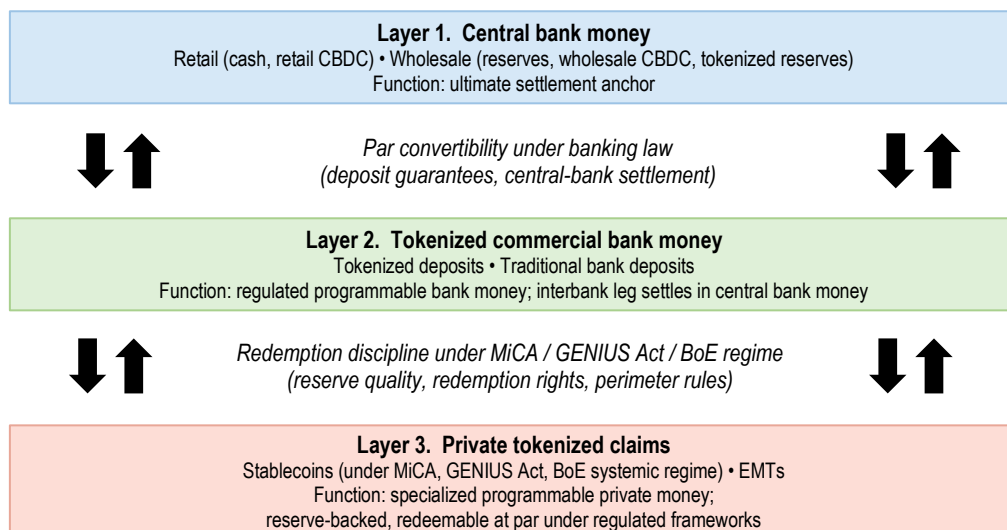 Layer 1. Central bank money
Retail (cash, retail CBDC) • Wholesale (reserves, wholesale CBDC, tokenized reserves)
Function: ultimate settlement anchor
Par convertibility under banking law
(deposit guarantees, central-bank settlement)
Layer 2. Tokenized commercial bank money
Tokenized deposits • Traditional bank deposits
Function: regulated programmable bank money; interbank leg settles in central bank money
Redemption discipline under MiCA / GENIUS Act / BoE regime
(reserve quality, redemption rights, perimeter rules)
Layer 3. Private tokenized claims
Stablecoins (under MiCA, GENIUS Act, BoE systemic regime) • EMTs
Function: specialized programmable private money;
reserve-backed, redeemable at par under regulated frameworks